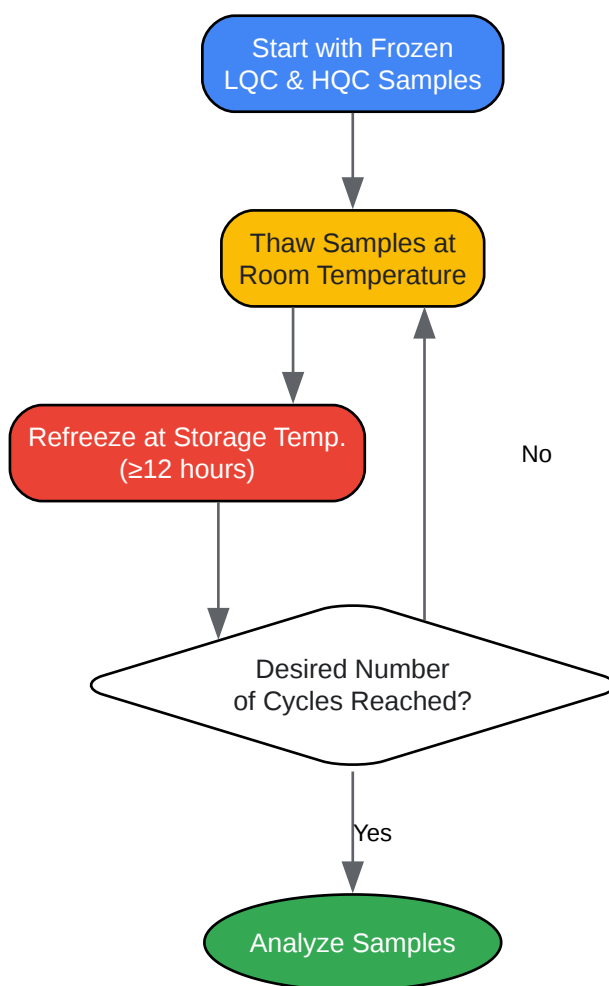 Start with Frozen
LQC & HQC Samples
Thaw Samples at
Room Temperature
Refreeze at Storage Temp.
(≥12 hours)
No
Desired Number
of Cycles Reached?
Yes
Analyze Samples